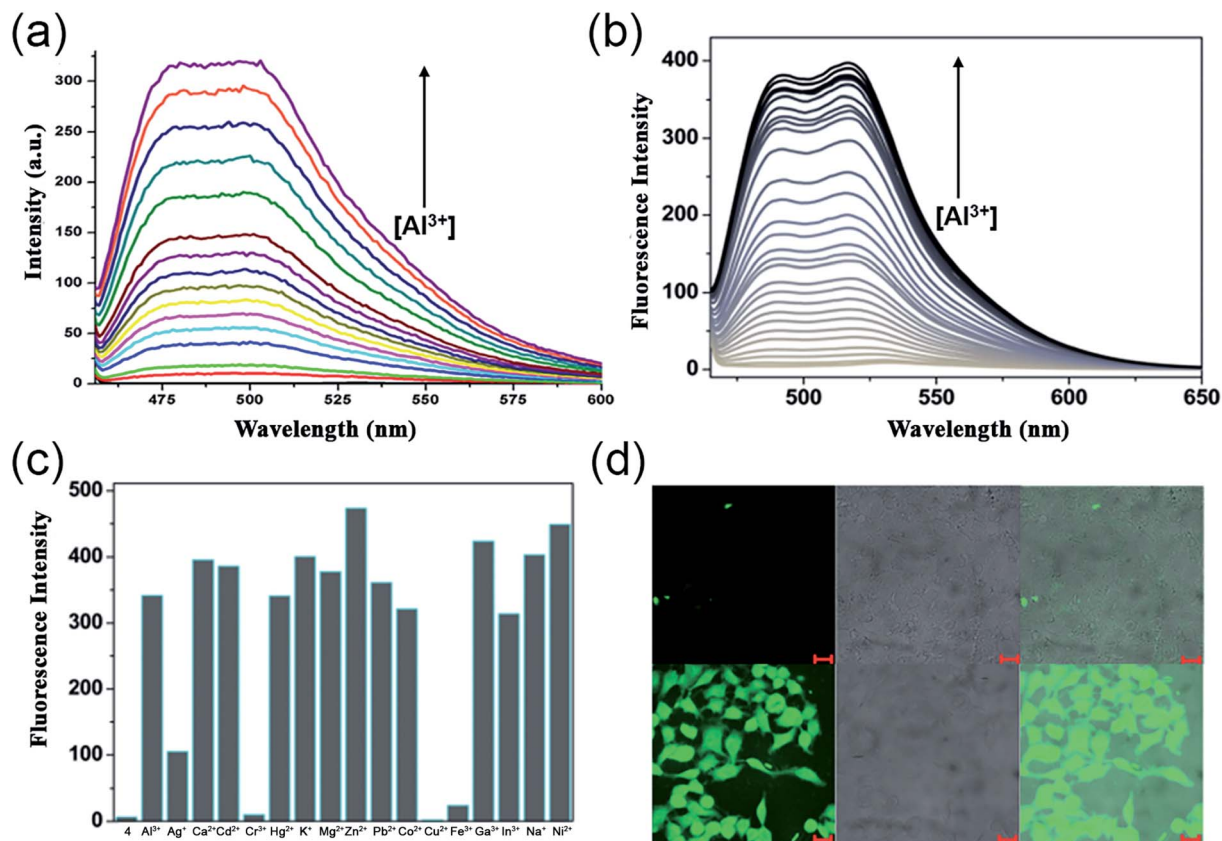 (a)
Intensity (a.u.)
300
250
200
150
100
50
0
[Al³⁺]
475 500 525 550 575 600
Wavelength (nm)
(b)
Fluorescence Intensity
400
300
200
100
0
[Al³⁺]
500 550 600 650
Wavelength (nm)
(c)
Fluorescence Intensity
500
400
300
200
100
0
4 Al³⁺ Ag⁺ Ca²⁺ Cd²⁺ Cr³⁺ Hg²⁺ K⁺ Mg²⁺ Zn²⁺ Pb²⁺ Co²⁺ Cu²⁺ Fe³⁺ Ga³⁺ In³⁺ Na⁺ Ni²⁺
(d)